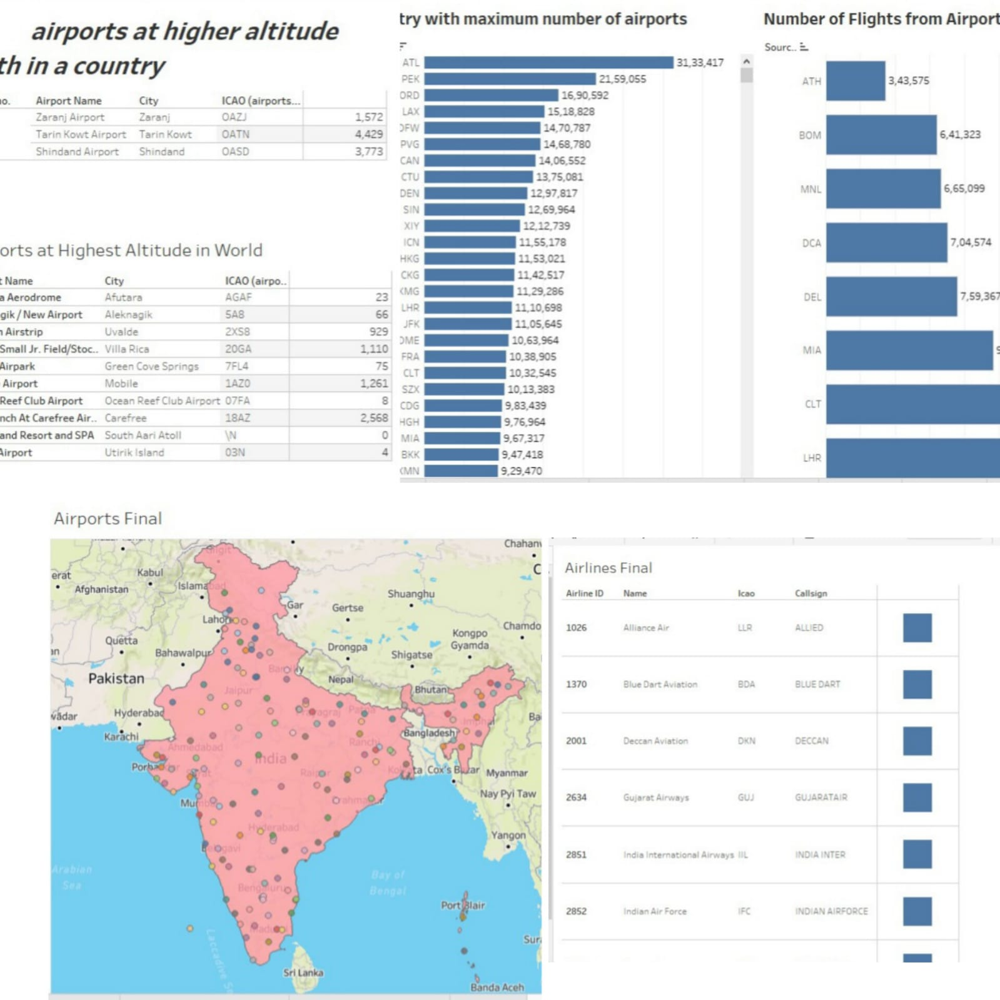 airports at higher altitude
th in a country
no. Airport Name City ICAO (airports...
Zaranj Airport Zaranj OAZJ 1,572
Tarin Kowt Airport Tarin Kowt OATN 4,429
Shindand Airport Shindand OASD 3,773
orts at Highest Altitude in World
t Name City ICAO (airpo..
a Aerodrome Afutara AGAF 23
gik / New Airport Aleknagik 5A8 66
n Airstrip Uvalde 2XS8 929
Small Jr. Field/Stoc.. Villa Rica 20GA 1,110
Airpark Green Cove Springs 7FL4 75
Airport Mobile 1AZ0 1,261
Reef Club Airport Ocean Reef Club Airport 07FA 8
nch At Carefree Air.. Carefree 18AZ 2,568
and Resort and SPA South Aari Atoll \N 0
Airport Utirik Island 03N 4
try with maximum number of airports
ATL 31,33,417
PEK 21,59,055
ORD 16,90,592
LAX 15,18,828
DFW 14,70,787
PVG 14,68,780
CAN 14,06,552
CTU 13,75,081
DEN 12,97,817
SIN 12,69,964
XIY 12,12,739
ICN 11,55,178
HKG 11,53,021
CKG 11,42,517
KMG 11,29,286
LHR 11,10,698
JFK 11,05,645
DME 10,63,964
FRA 10,38,905
CLT 10,32,545
SZX 10,13,383
CDG 9,83,439
HGH 9,76,964
MIA 9,67,317
BKK 9,47,418
XMN 9,29,470
Number of Flights from Airport
Sourc..
ATH 3,43,575
BOM 6,41,323
MNL 6,65,099
DCA 7,04,574
DEL 7,59,367
MIA 9
CLT
LHR
Airports Final
Gilgit
Chahanw
erat
Kabul
Afghanistan
Islamabad
Shuanghu
Gar
Gertse
Lahore
Chamdo
Kongpo
Gyamda
Quetta
Bahawalpur
Drongpa
Shigatse
Pakistan
Bareilly
Nepal
Bhutan
Jaipur
wadar
Hyderabad
Prayagraj
Patna
Imphal
Karachi
Bangladesh
Ahmedabad
Ranchi
India
Porbandar
Surat
Raipur
Kolkata
Cox's Bazar
Myanmar
Nay Pyi Taw
Mumbai
Brahmapur
Hyderabad
Yangon
Belagavi
Arabian
Sea
Bay of
Bengal
Bengaluru
Port Blair
Madurai
Laccadive Se
Sri Lanka
Banda Aceh
Airlines Final
Airline ID Name Icao Callsign
1026 Alliance Air LLR ALLIED
1370 Blue Dart Aviation BDA BLUE DART
2001 Deccan Aviation DKN DECCAN
2634 Gujarat Airways GUJ GUJARATAIR
2851 India International Airways IIL INDIA INTER
2852 Indian Air Force IFC INDIAN AIRFORCE